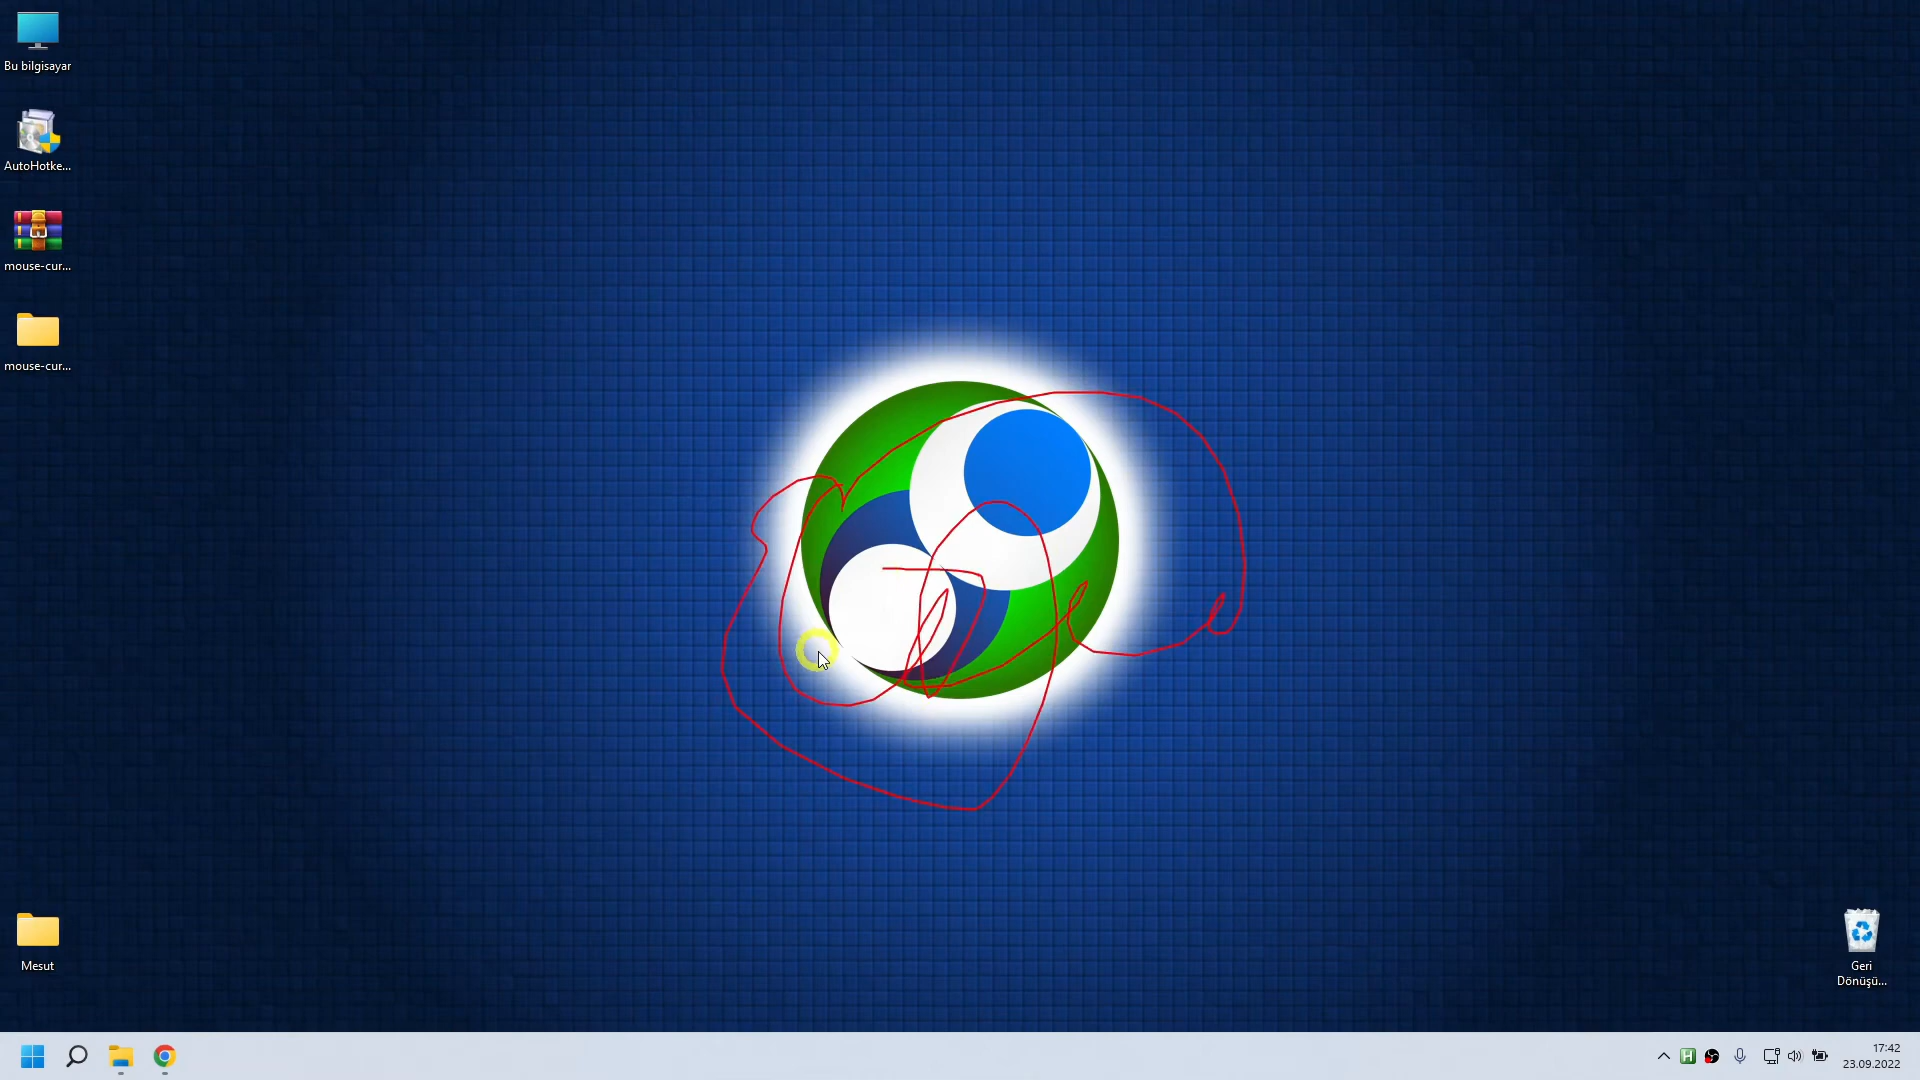 Bu bilgisayar
AutoHotke...
mouse-cur...
mouse-cur...
Mesut
Geri
Dönüşü...
H
17:42
23.09.2022